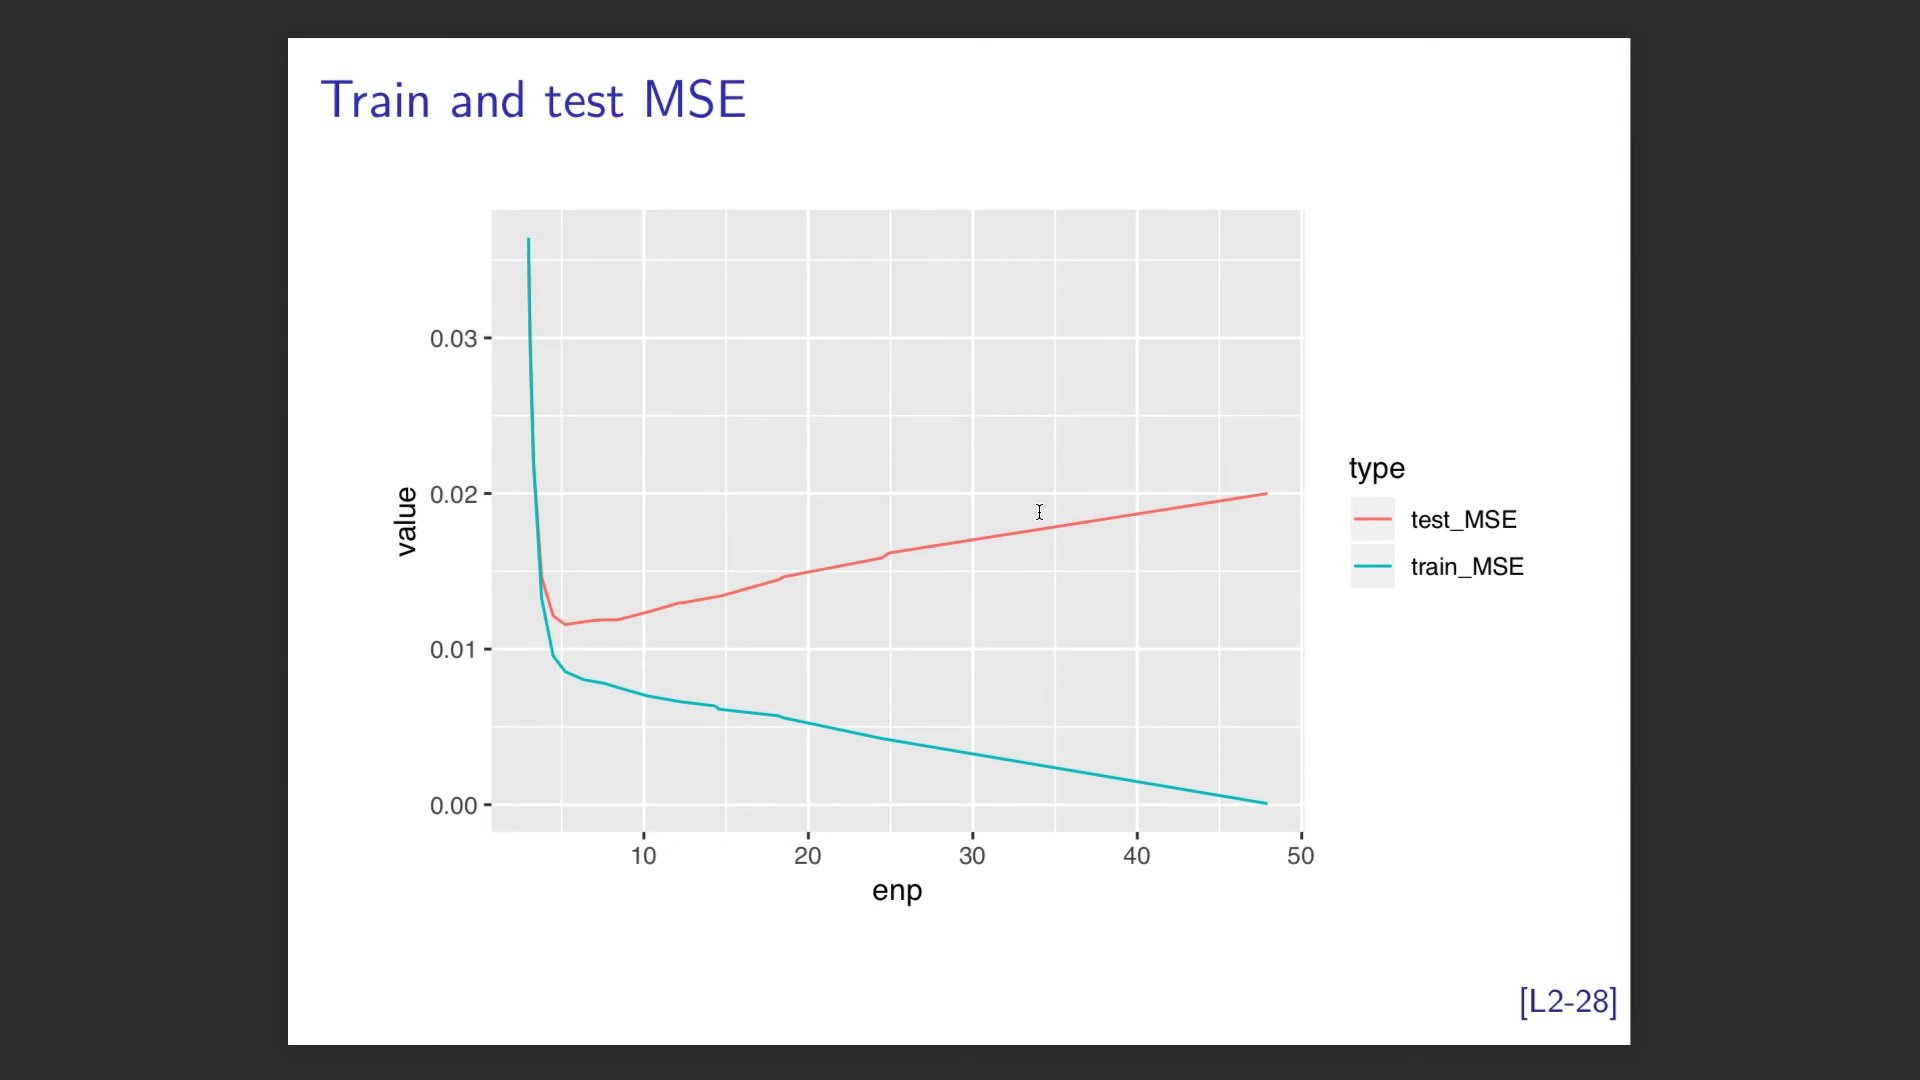 Train and test MSE
0.03
0.02
0.01
0.00
value
10 20 30 40 50
enp
type
test_MSE
train_MSE
[L2-28]